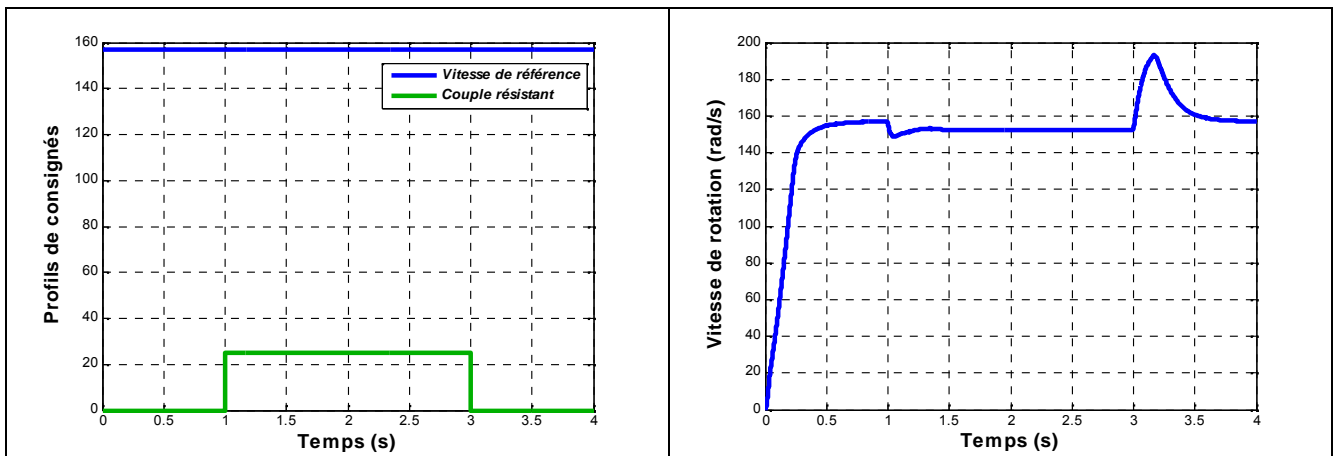 160
140
120
100
80
60
40
20
0
Profils de consignés
Vitesse de référence
Couple résistant
0 0.5 1 1.5 2 2.5 3 3.5 4
Temps (s)
200
180
160
140
120
100
80
60
40
20
0
Vitesse de rotation (rad/s)
0 0.5 1 1.5 2 2.5 3 3.5 4
Temps (s)